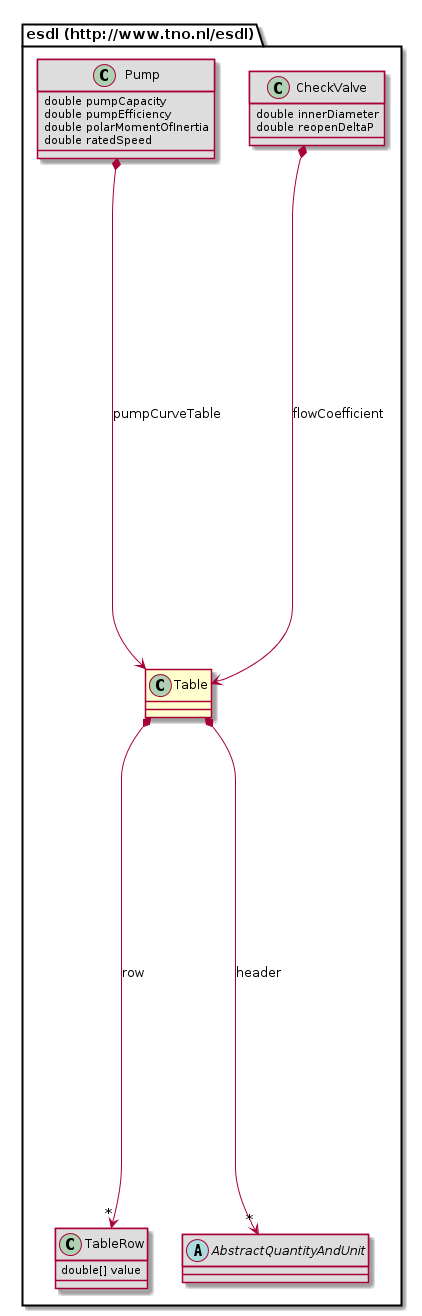 esdl (http://www.tno.nl/esdl)
C Pump
double pumpCapacity
double pumpEfficiency
double polarMomentOfInertia
double ratedSpeed
C CheckValve
double innerDiameter
double reopenDeltaP
pumpCurveTable
flowCoefficient
C Table
row
header
*
*
C TableRow
double[] value
A AbstractQuantityAndUnit